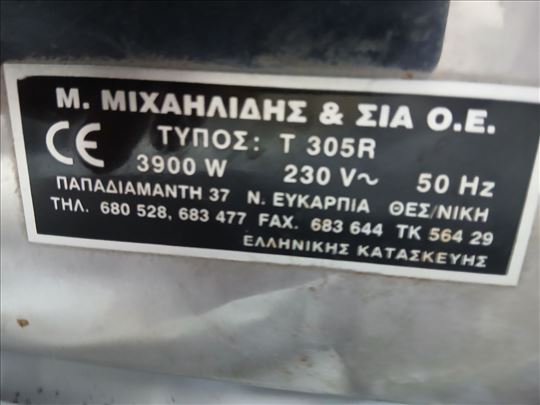 Μ. ΜΙΧΑΗΛΙΔΗΣ & ΣΙΑ Ο.Ε.
CE ΤΥΠΟΣ: T 305R
3900 W 230 V~ 50 Hz
ΠΑΠΑΔΙΑΜΑΝΤΗ 37 Ν. ΕΥΚΑΡΠΙΑ ΘΕΣ/ΝΙΚΗ
ΤΗΛ. 680 528, 683 477 FAX. 683 644 ΤΚ 564 29
ΕΛΛΗΝΙΚΗΣ ΚΑΤΑΣΚΕΥΗΣ